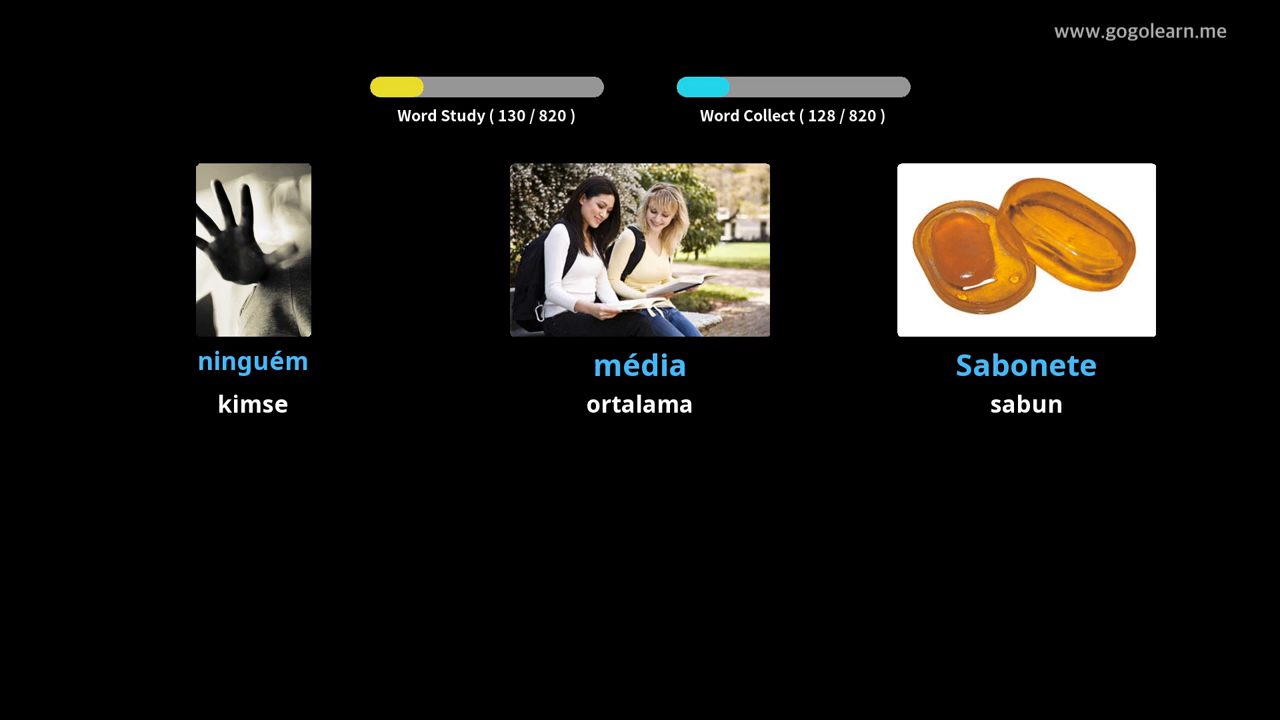 www.gogolearn.me
Word Study ( 130 / 820 )
Word Collect ( 128 / 820 )
ninguém
kimse
média
ortalama
Sabonete
sabun